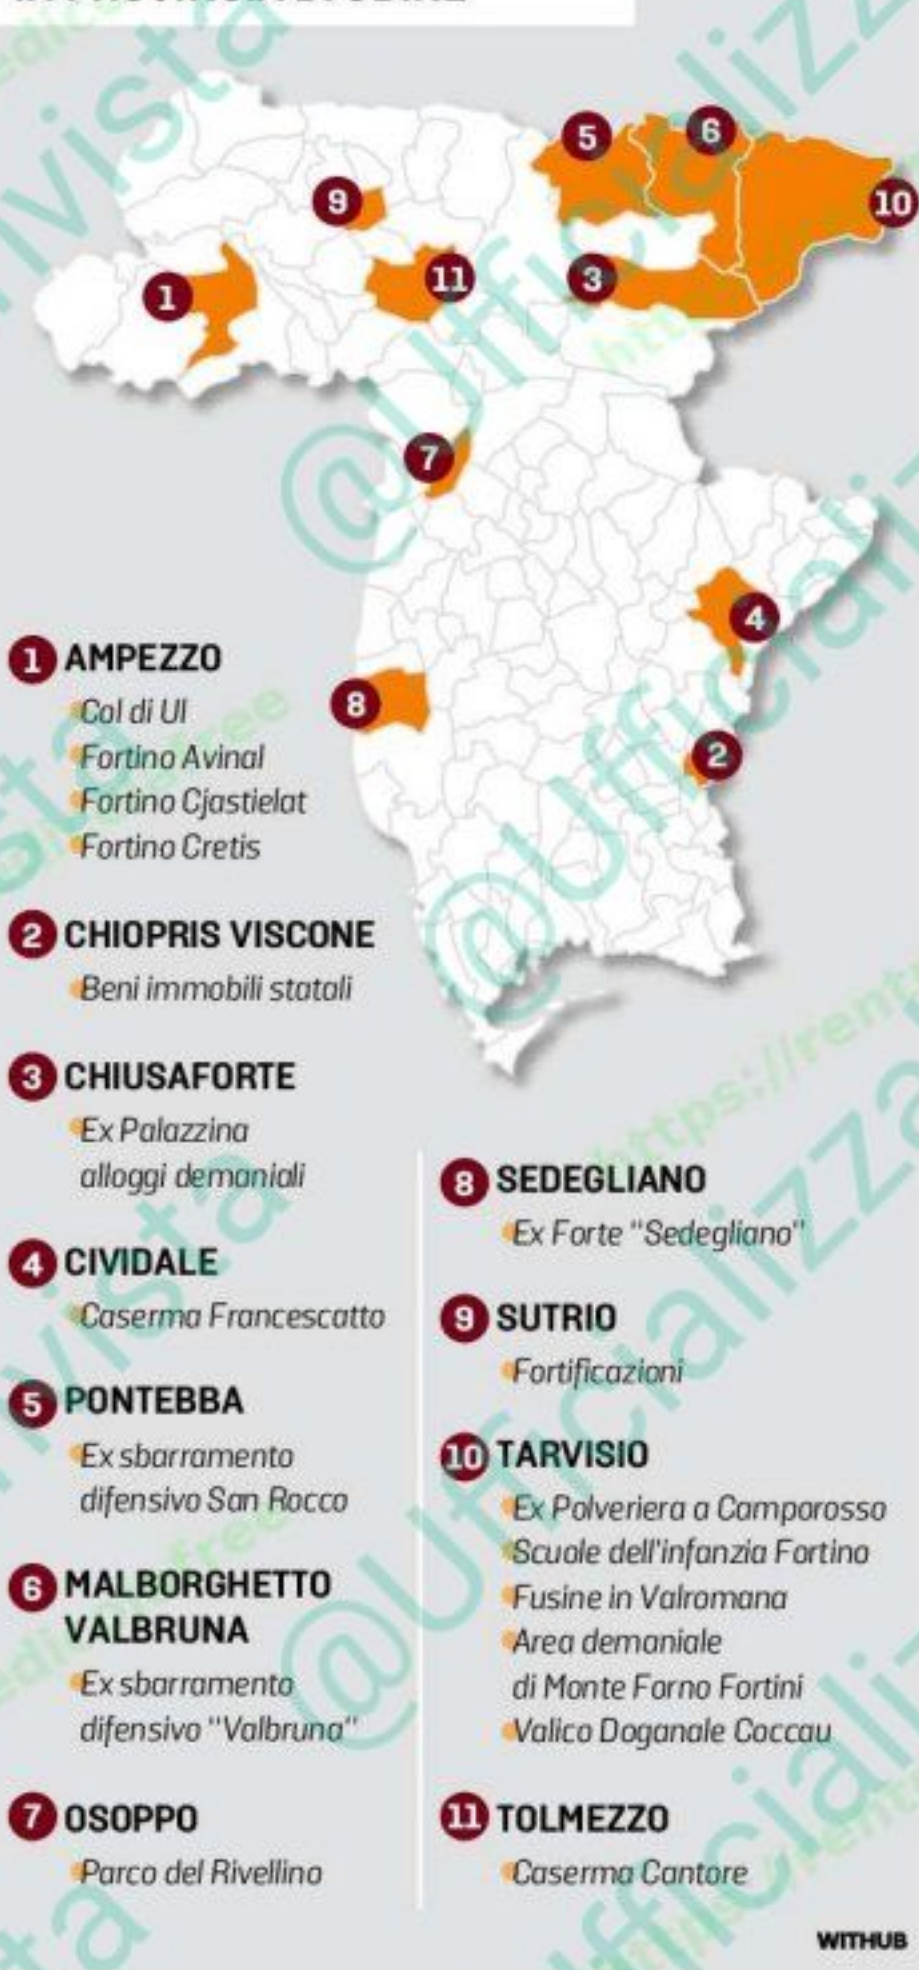 5
6
9
10
11
1
3
7
4
8
2
1 AMPEZZO
Col di Ul
Fortino Avinal
Fortino Cjastielat
Fortino Cretis
2 CHIOPRIS VISCONE
Beni immobili statali
3 CHIUSAFORTE
Ex Palazzina
alloggi demaniali
4 CIVIDALE
Caserma Francescatto
5 PONTEBBA
Ex sbarramento
difensivo San Rocco
6 MALBORGHETTO
VALBRUNA
Ex sbarramento
difensivo "Valbruna"
7 OSOPPO
Parco del Rivellino
8 SEDEGLIANO
Ex Forte "Sedegliano"
9 SUTRIO
Fortificazioni
10 TARVISIO
Ex Polveriera a Camporosso
Scuole dell'infanzia Fortino
Fusine in Valromana
Area demaniale
di Monte Forno Fortini
Valico Doganale Coccau
11 TOLMEZZO
Caserma Cantore
WITHUB